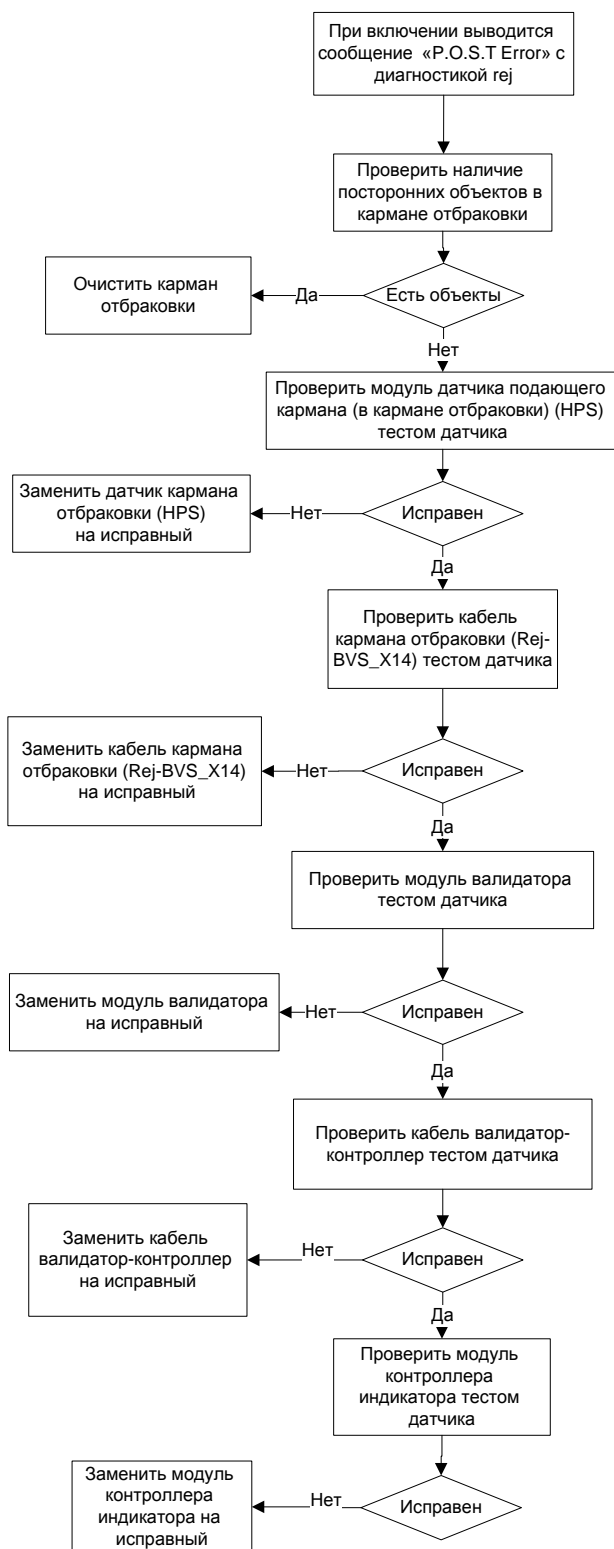 При включении выводится
сообщение «P.O.S.T Error» с
диагностикой rej
Проверить наличие
посторонних объектов в
кармане отбраковки
Очистить карман
отбраковки
Да
Есть объекты
Нет
Проверить модуль датчика подающего
кармана (в кармане отбраковки) (HPS)
тестом датчика
Заменить датчик кармана
отбраковки (HPS)
на исправный
Нет
Исправен
Да
Проверить кабель
кармана отбраковки (Rej-
BVS_X14) тестом датчика
Заменить кабель кармана
отбраковки (Rej-BVS_X14)
на исправный
Нет
Исправен
Да
Проверить модуль валидатора
тестом датчика
Заменить модуль валидатора
на исправный
Нет
Исправен
Да
Проверить кабель валидатор-
контроллер тестом датчика
Заменить кабель
валидатор-контроллер
на исправный
Нет
Исправен
Да
Проверить модуль
контроллера
индикатора тестом
датчика
Заменить модуль
контроллера
индикатора на
исправный
Нет
Исправен